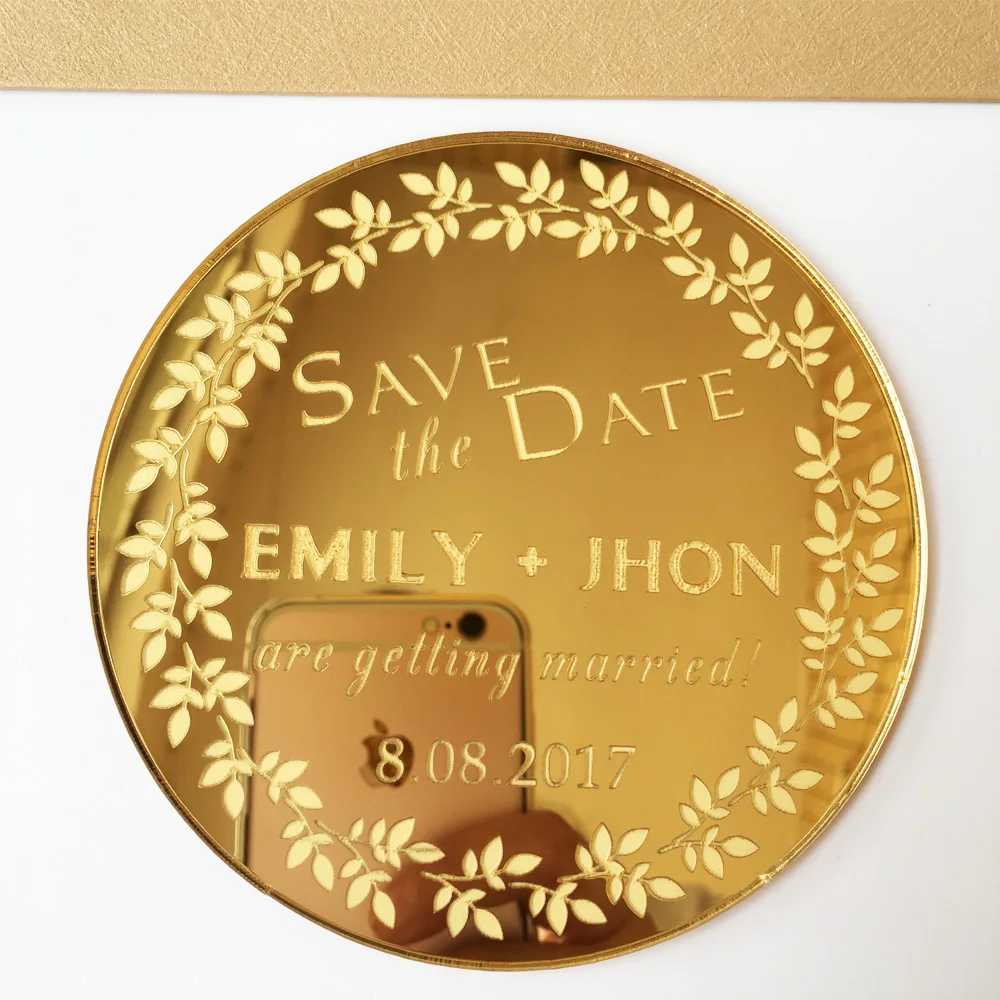 SAVE
the DATE
EMILY + JHON
are getting married!
8.08.2017